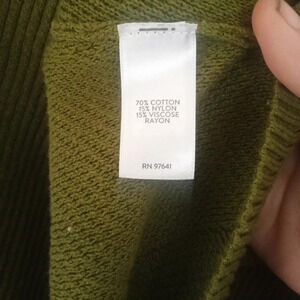 70% COTTON
15% NYLON
15% VISCOSE
RAYON
RN 97641